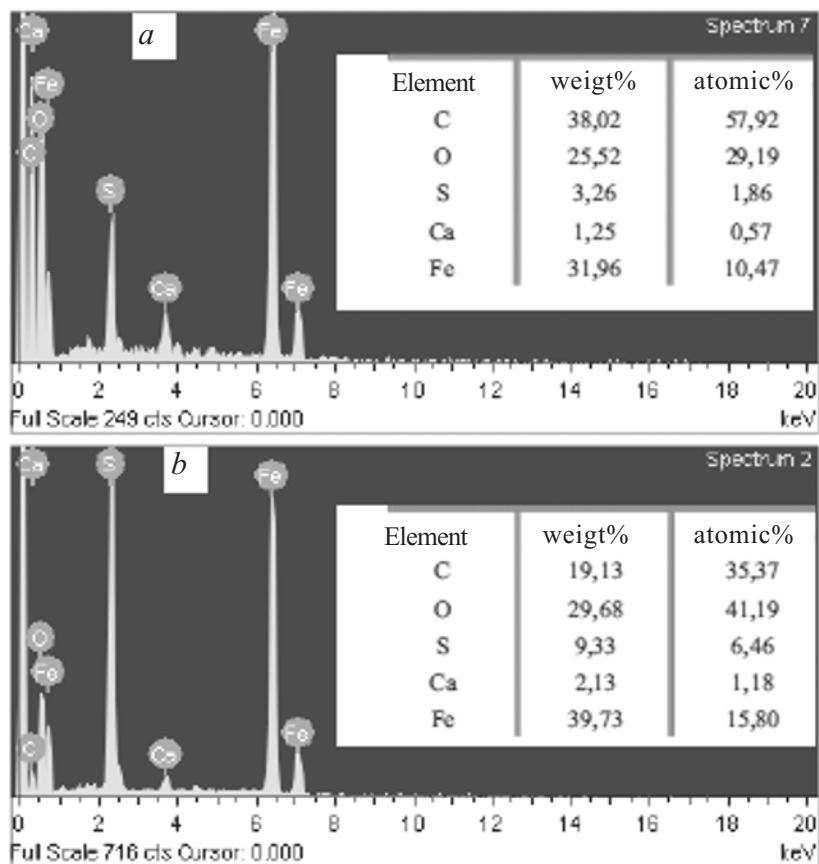 Ca a Fe Spectrum 7
Fe
O
C
S
Ca Fe
Element weigt% atomic%
C 38,02 57,92
O 25,52 29,19
S 3,26 1,86
Ca 1,25 0,57
Fe 31,96 10,47
0 2 4 6 8 10 12 14 16 18 20
Full Scale 249 cts Cursor: 0.000 keV
Ca S b Fe Spectrum 2
O
Fe
C
Ca Fe
Element weigt% atomic%
C 19,13 35,37
O 29,68 41,19
S 9,33 6,46
Ca 2,13 1,18
Fe 39,73 15,80
0 2 4 6 8 10 12 14 16 18 20
Full Scale 716 cts Cursor: 0.000 keV